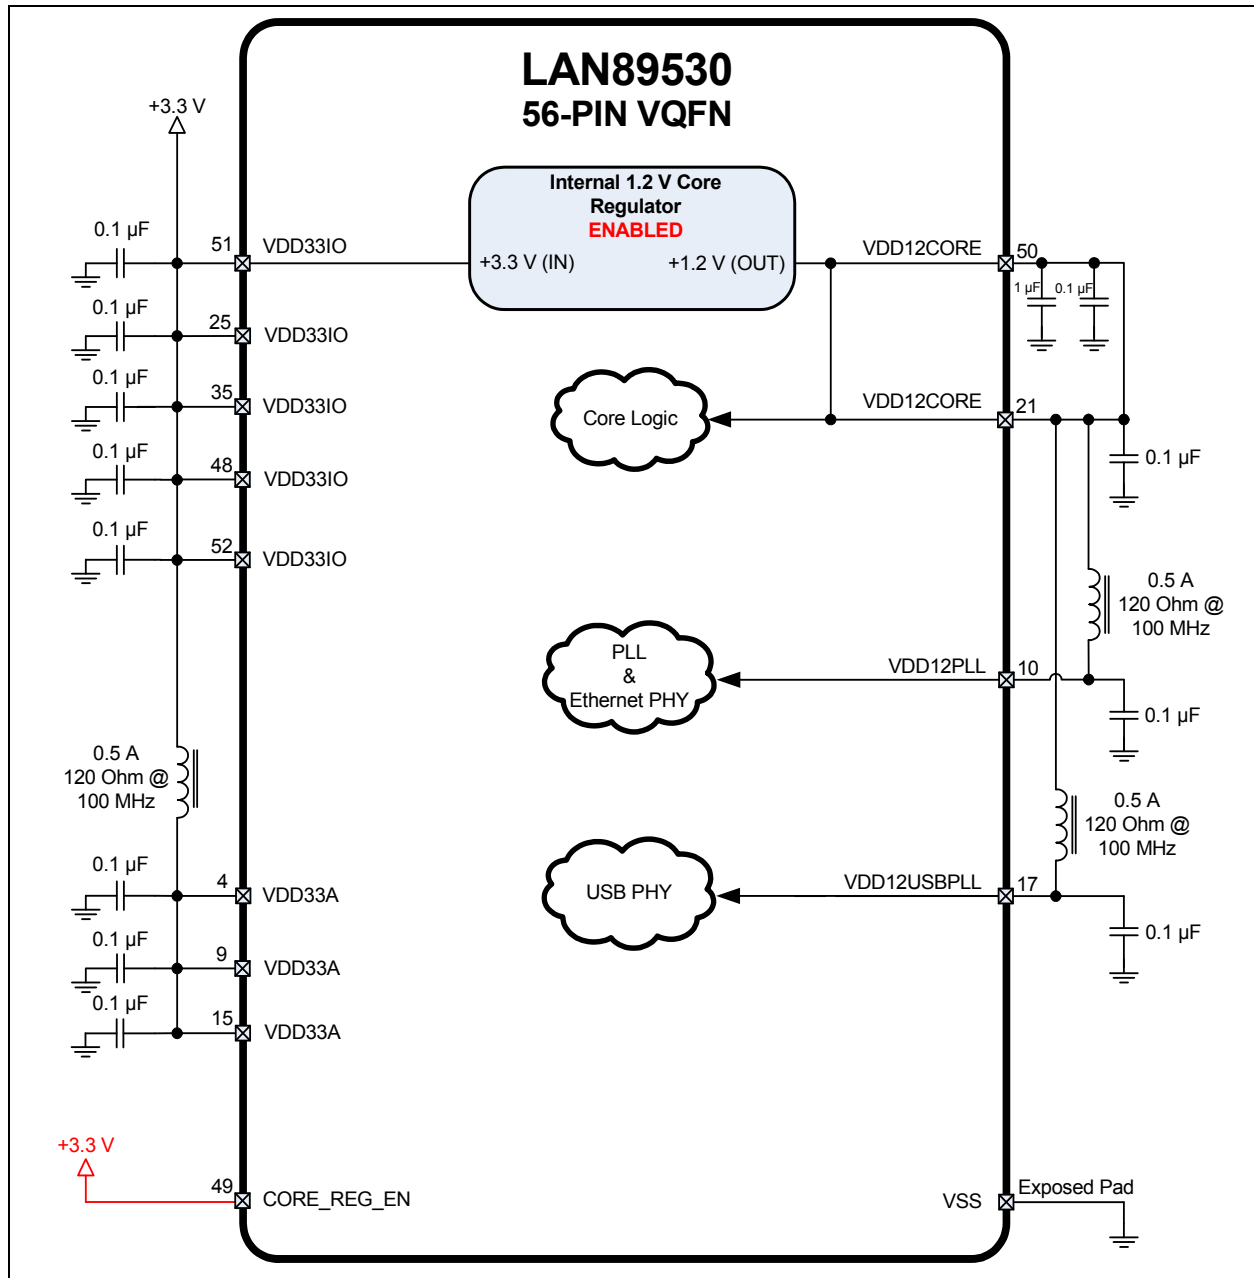 LAN89530
56-PIN VQFN
+3.3 V
Internal 1.2 V Core
Regulator
ENABLED
+3.3 V (IN)
+1.2 V (OUT)
0.1 µF
51
VDD33IO
VDD12CORE
50
1 µF
0.1 µF
0.1 µF
25
VDD33IO
0.1 µF
35
VDD33IO
Core Logic
VDD12CORE
21
0.1 µF
0.1 µF
48
VDD33IO
0.1 µF
52
VDD33IO
0.5 A
120 Ohm @
100 MHz
PLL
&
Ethernet PHY
VDD12PLL
10
0.1 µF
0.5 A
120 Ohm @
100 MHz
0.5 A
120 Ohm @
100 MHz
0.1 µF
4
VDD33A
USB PHY
VDD12USBPLL
17
0.1 µF
0.1 µF
9
VDD33A
0.1 µF
15
VDD33A
+3.3 V
49
CORE_REG_EN
VSS
Exposed Pad